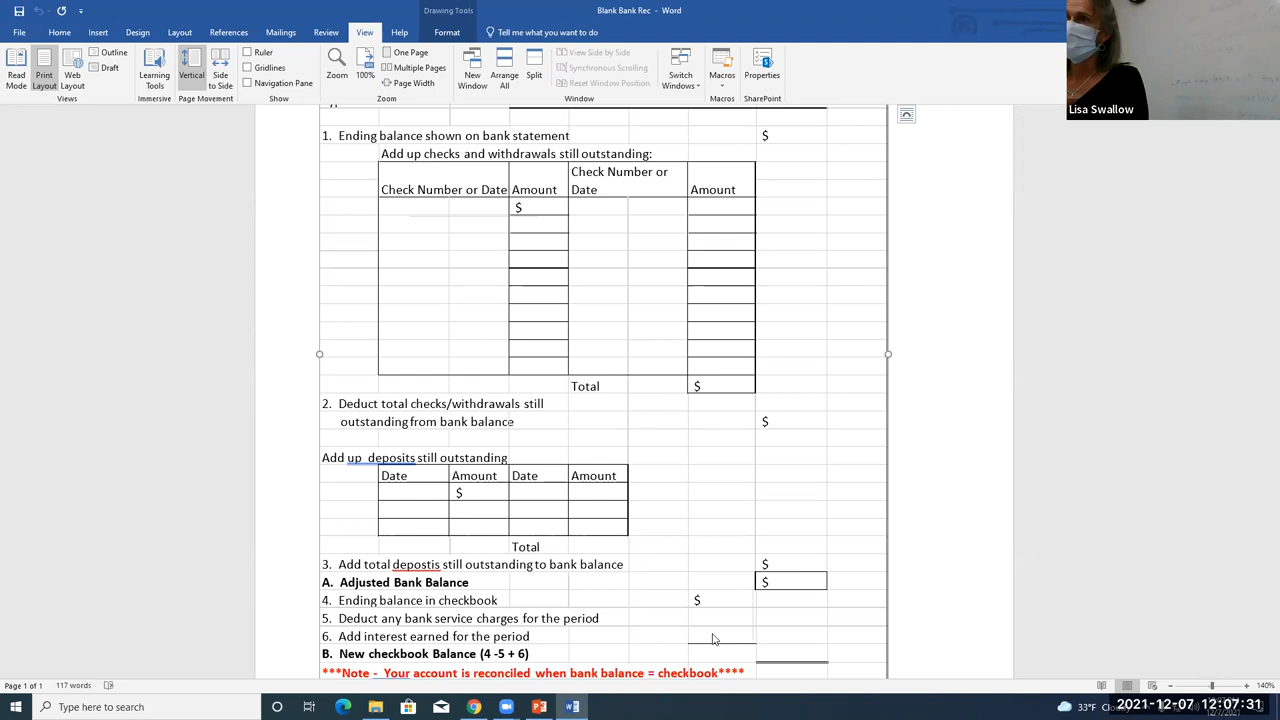 Drawing Tools
Blank Bank Rec - Word
File Home Insert Design Layout References Mailings Review View Help Format Tell me what you want to do
Read Mode
Print Layout
Web Layout
Outline
Draft
Views
Learning Tools
Immersive
Vertical
Side to Side
Page Movement
Ruler
Gridlines
Navigation Pane
Show
Zoom
100%
One Page
Multiple Pages
Page Width
Zoom
New Window
Arrange All
Split
View Side by Side
Synchronous Scrolling
Reset Window Position
Window
Switch Windows
Macros
Macros
Properties
SharePoint
Lisa Swallow
1. Ending balance shown on bank statement $
Add up checks and withdrawals still outstanding:
Check Number or Date Amount Check Number or Date Amount
$
Total $
2. Deduct total checks/withdrawals still
outstanding from bank balance $
Add up deposits still outstanding
Date Amount Date Amount
$
Total
3. Add total depostis still outstanding to bank balance $
A. Adjusted Bank Balance $
4. Ending balance in checkbook $
5. Deduct any bank service charges for the period
6. Add interest earned for the period
B. New checkbook Balance (4 -5 + 6)
***Note - Your account is reconciled when bank balance = checkbook****
Page 1 of 1 117 words 140%
Type here to search
33°F
2021-12-07 12:07:31